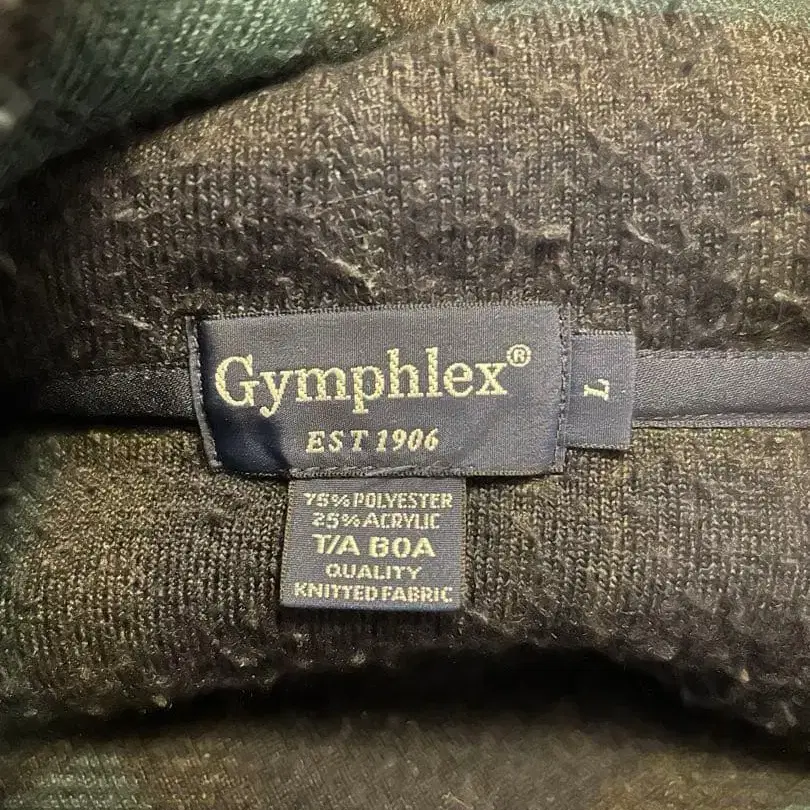 Gymphlex®
EST 1906
L
75% POLYESTER
25% ACRYLIC
T/A BOA
QUALITY
KNITTED FABRIC